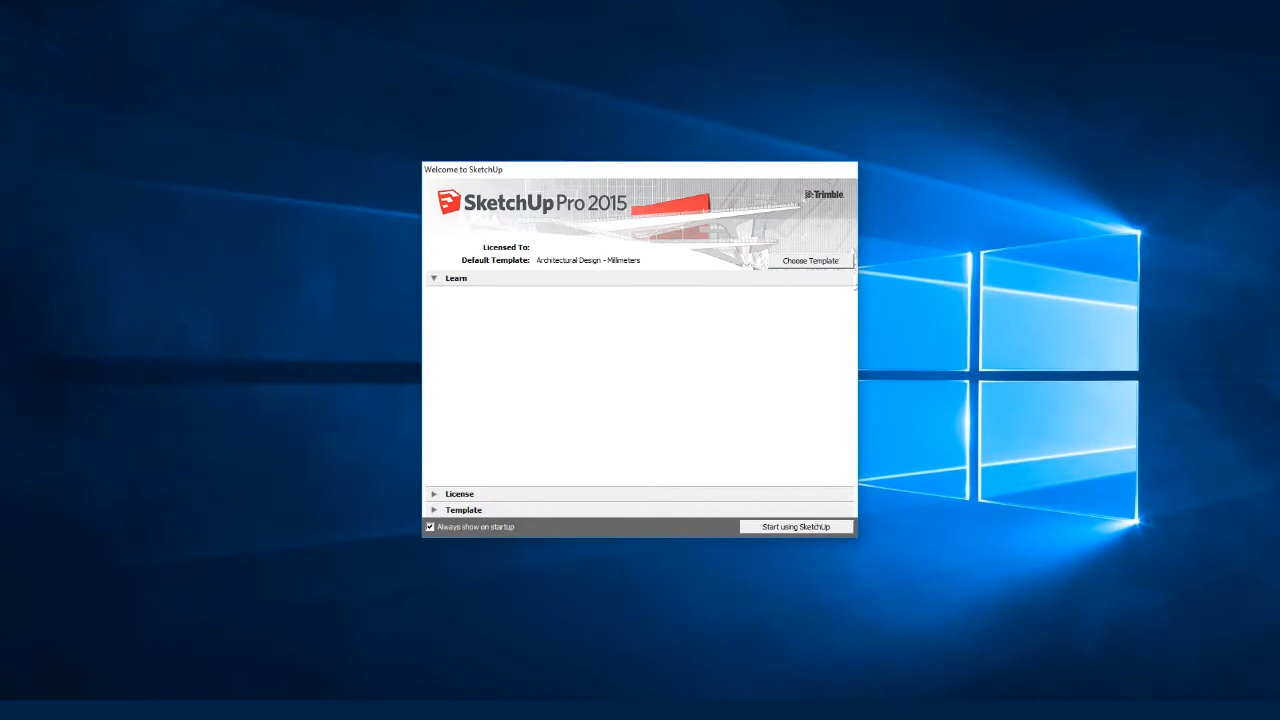 Welcome to SketchUp
SketchUp Pro 2015
Trimble
Licensed To:
Default Template: Architectural Design - Millimeters
Choose Template
Learn
License
Template
Always show on startup
Start using SketchUp